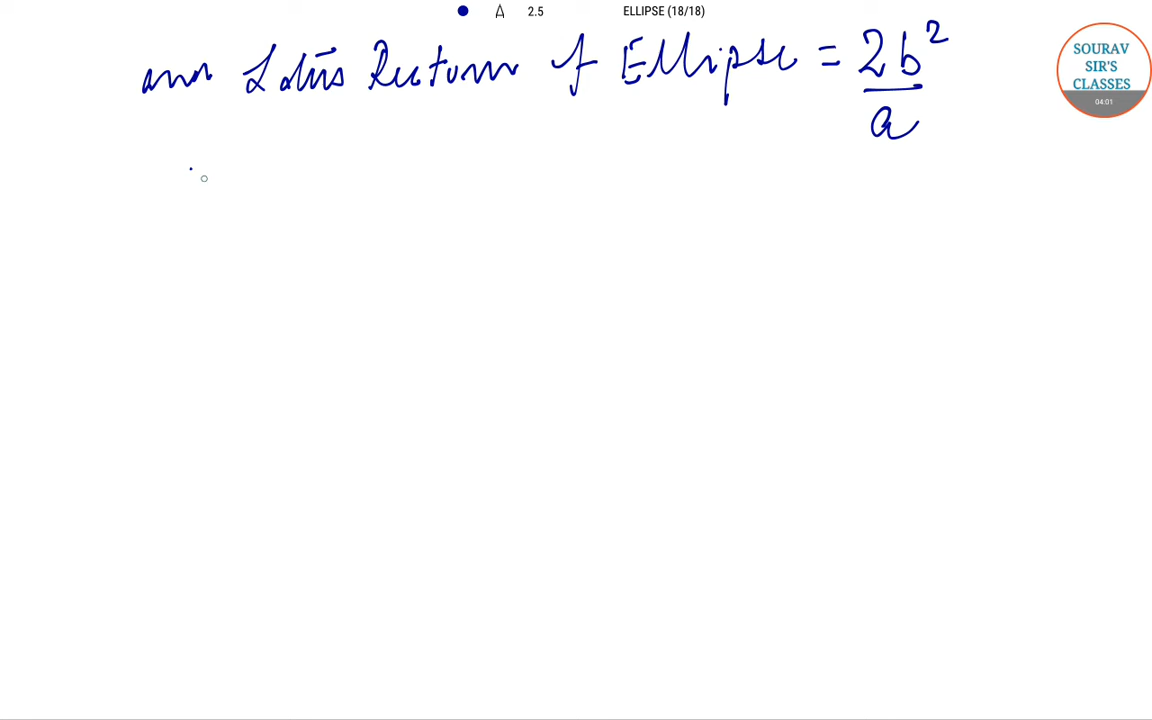 2.5 ELLIPSE (18/18)
and Latus Rectum of Ellipse = 2b²/a
SOURAV
SIR'S
CLASSES
04:01